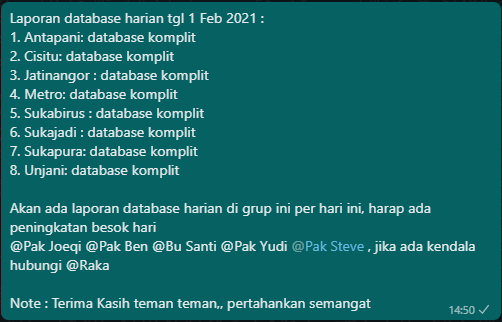 Laporan database harian tgl 1 Feb 2021 :
1. Antapani: database komplit
2. Cisitu: database komplit
3. Jatinangor : database komplit
4. Metro: database komplit
5. Sukabirus : database komplit
6. Sukajadi : database komplit
7. Sukapura: database komplit
8. Unjani: database komplit
Akan ada laporan database harian di grup ini per hari ini, harap ada
peningkatan besok hari
@Pak Joeqi @Pak Ben @Bu Santi @Pak Yudi @Pak Steve , jika ada kendala
hubungi @Raka
Note : Terima Kasih teman teman,, pertahankan semangat
14:50